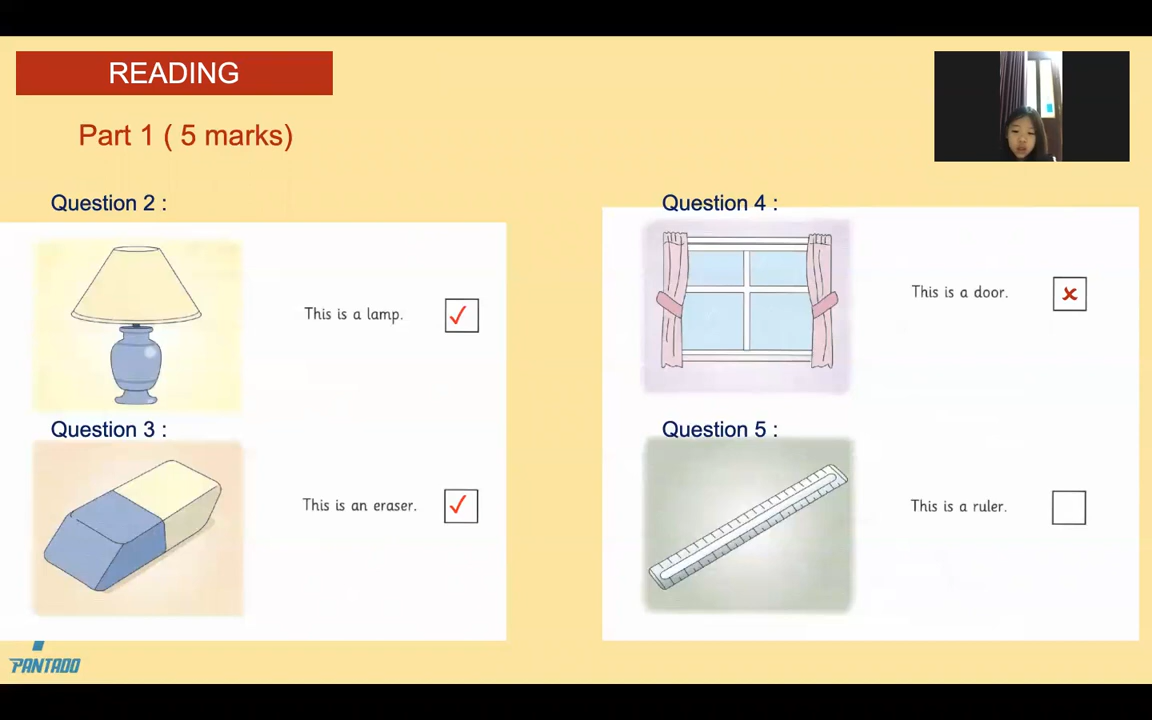 READING
Part 1 ( 5 marks)
Question 2 :
This is a lamp.
Question 3 :
This is an eraser.
Question 4 :
This is a door.
Question 5 :
This is a ruler.
PANTADO